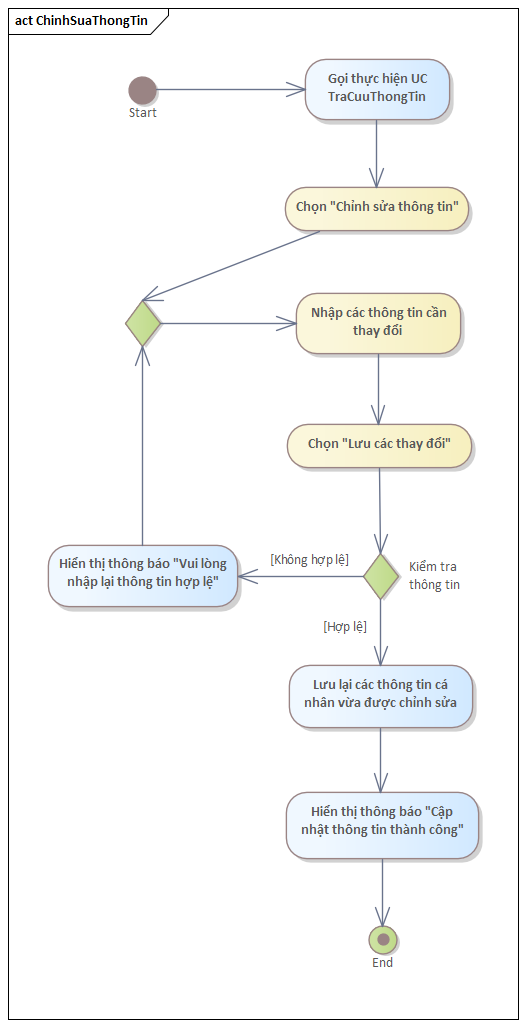 act ChinhSuaThongTin
Start
Gọi thực hiện UC
TraCuuThongTin
Chọn "Chỉnh sửa thông tin"
Nhập các thông tin cần
thay đổi
Chọn "Lưu các thay đổi"
Hiển thị thông báo "Vui lòng
nhập lại thông tin hợp lệ"
[Không hợp lệ]
Kiểm tra
thông tin
[Hợp lệ]
Lưu lại các thông tin cá
nhân vừa được chỉnh sửa
Hiển thị thông báo "Cập
nhật thông tin thành công"
End